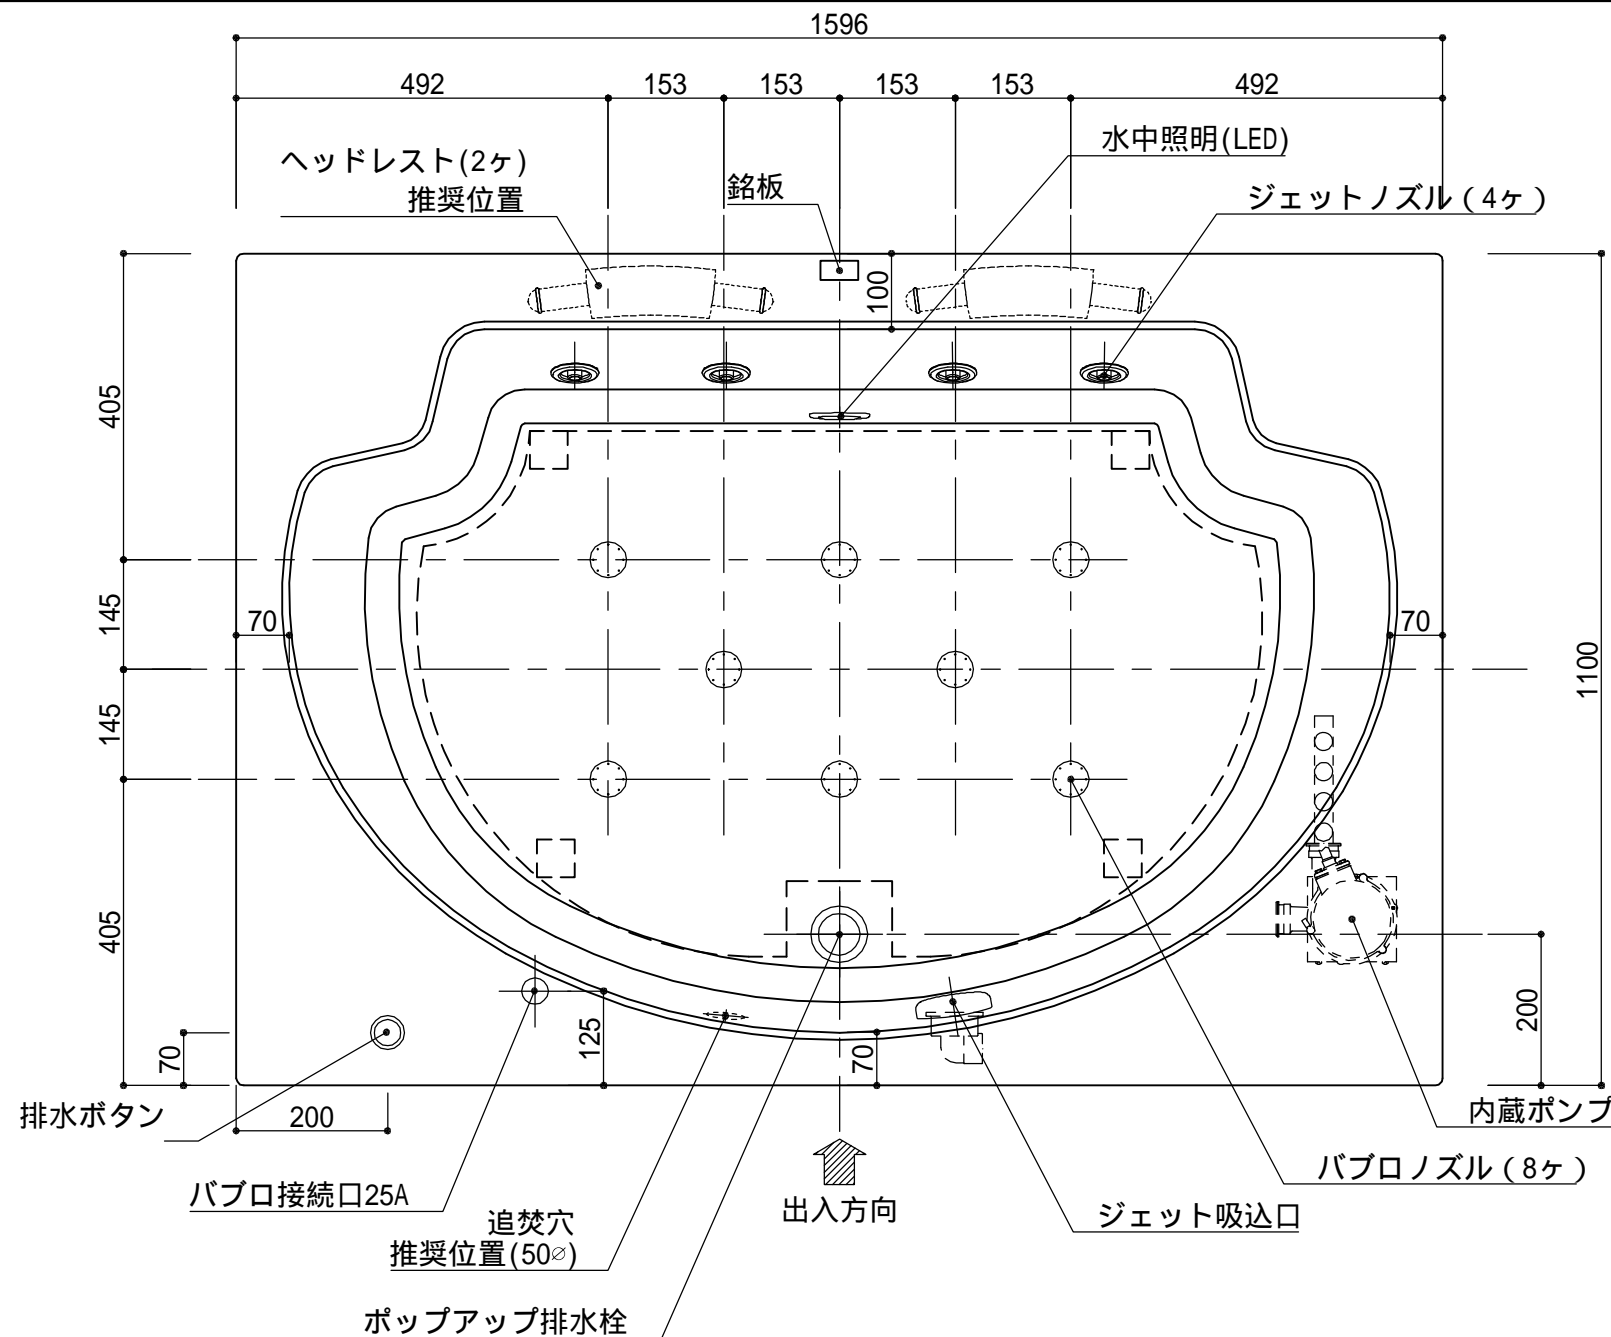 1596
492 153 153 153 153 492
水中照明(LED)
ヘッドレスト(2ヶ)
推奨位置
銘板
ジェットノズル(4ヶ)
100
405
145
70
70
1100
145
405
200
125
70
70
排水ボタン
200
内蔵ポンプ
バブロノズル(8ヶ)
バブロ接続口25A
出入方向
ジェット吸込口
追焚穴
推奨位置(50∅)
ポップアップ排水栓